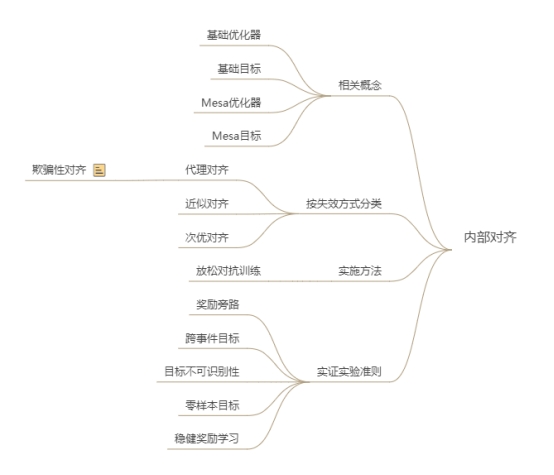 基础优化器
基础目标
相关概念
Mesa优化器
Mesa目标
欺骗性对齐
代理对齐
近似对齐
按失效方式分类
次优对齐
内部对齐
放松对抗训练
实施方法
奖励旁路
跨事件目标
目标不可识别性
实证实验准则
零样本目标
稳健奖励学习